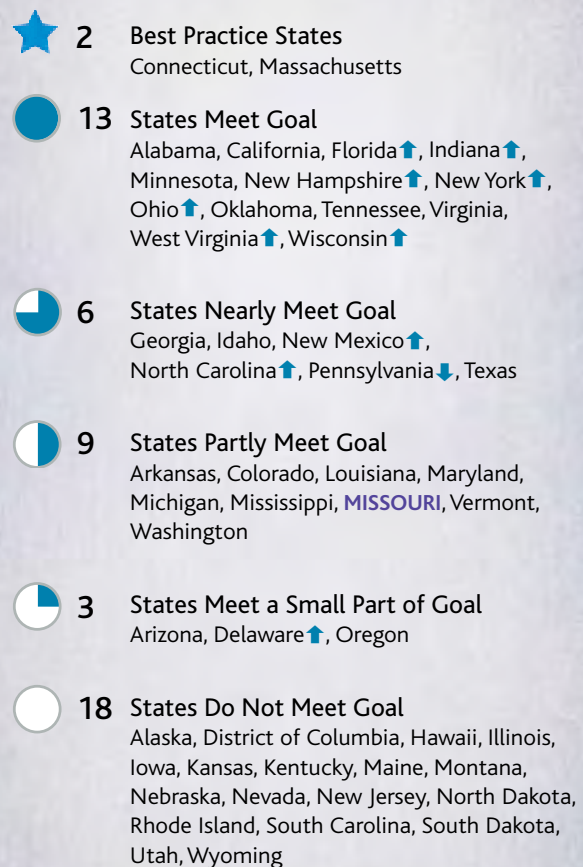 2 Best Practice States
Connecticut, Massachusetts
13 States Meet Goal
Alabama, California, Florida⬆, Indiana⬆,
Minnesota, New Hampshire⬆, New York⬆,
Ohio⬆, Oklahoma, Tennessee, Virginia,
West Virginia⬆, Wisconsin⬆
6 States Nearly Meet Goal
Georgia, Idaho, New Mexico⬆,
North Carolina⬆, Pennsylvania⬇, Texas
9 States Partly Meet Goal
Arkansas, Colorado, Louisiana, Maryland,
Michigan, Mississippi, MISSOURI, Vermont,
Washington
3 States Meet a Small Part of Goal
Arizona, Delaware⬆, Oregon
18 States Do Not Meet Goal
Alaska, District of Columbia, Hawaii, Illinois,
Iowa, Kansas, Kentucky, Maine, Montana,
Nebraska, Nevada, New Jersey, North Dakota,
Rhode Island, South Carolina, South Dakota,
Utah, Wyoming